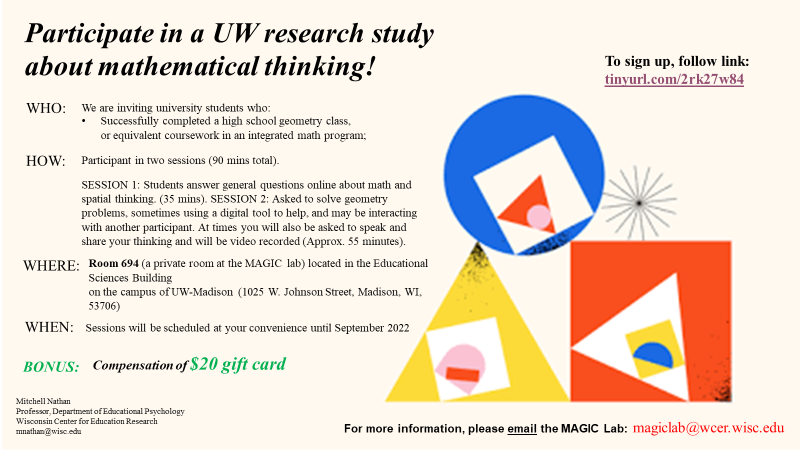 Participate in a UW research study
about mathematical thinking!
To sign up, follow link:
tinyurl.com/2rk27w84
WHO: We are inviting university students who:
• Successfully completed a high school geometry class,
or equivalent coursework in an integrated math program;
HOW: Participant in two sessions (90 mins total).
SESSION 1: Students answer general questions online about math and
spatial thinking. (35 mins). SESSION 2: Asked to solve geometry
problems, sometimes using a digital tool to help, and may be interacting
with another participant. At times you will also be asked to speak and
share your thinking and will be video recorded (Approx. 55 minutes).
WHERE: Room 694 (a private room at the MAGIC lab) located in the Educational
Sciences Building
on the campus of UW-Madison (1025 W. Johnson Street, Madison, WI,
53706)
WHEN: Sessions will be scheduled at your convenience until September 2022
BONUS: Compensation of $20 gift card
Mitchell Nathan
Professor, Department of Educational Psychology
Wisconsin Center for Education Research
mnathan@wisc.edu
For more information, please email the MAGIC Lab: magiclab@wcer.wisc.edu